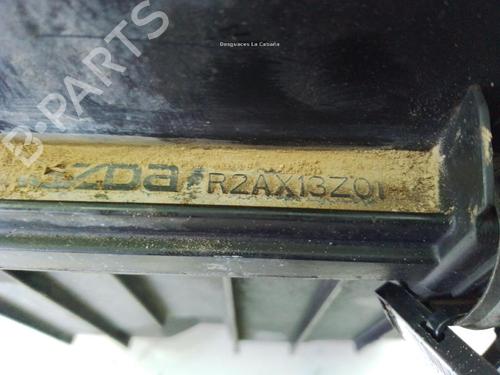 Desguaces La Cabaña
B-PARTS
mazda R2AX13Z01